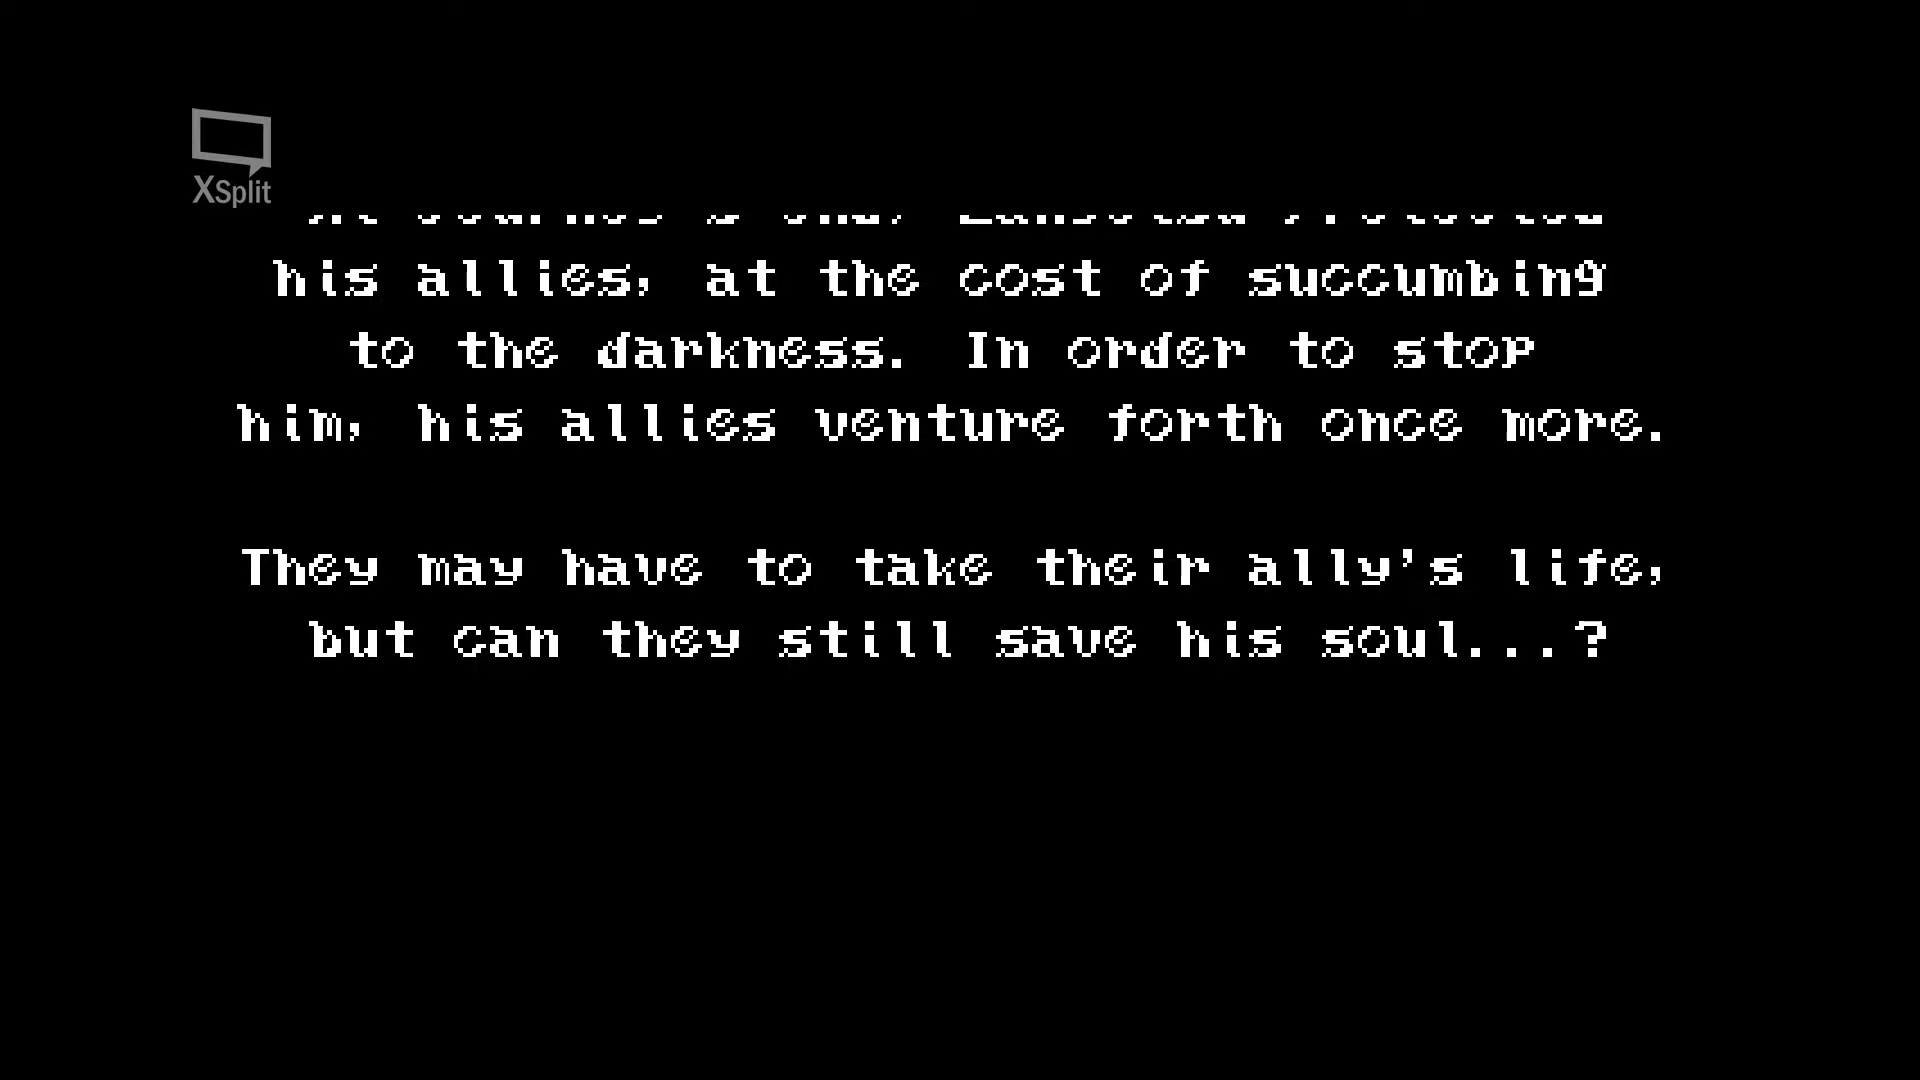 XSplit
his allies, at the cost of succumbing
to the darkness. In order to stop
him, his allies venture forth once more.
They may have to take their ally's life,
but can they still save his soul...?